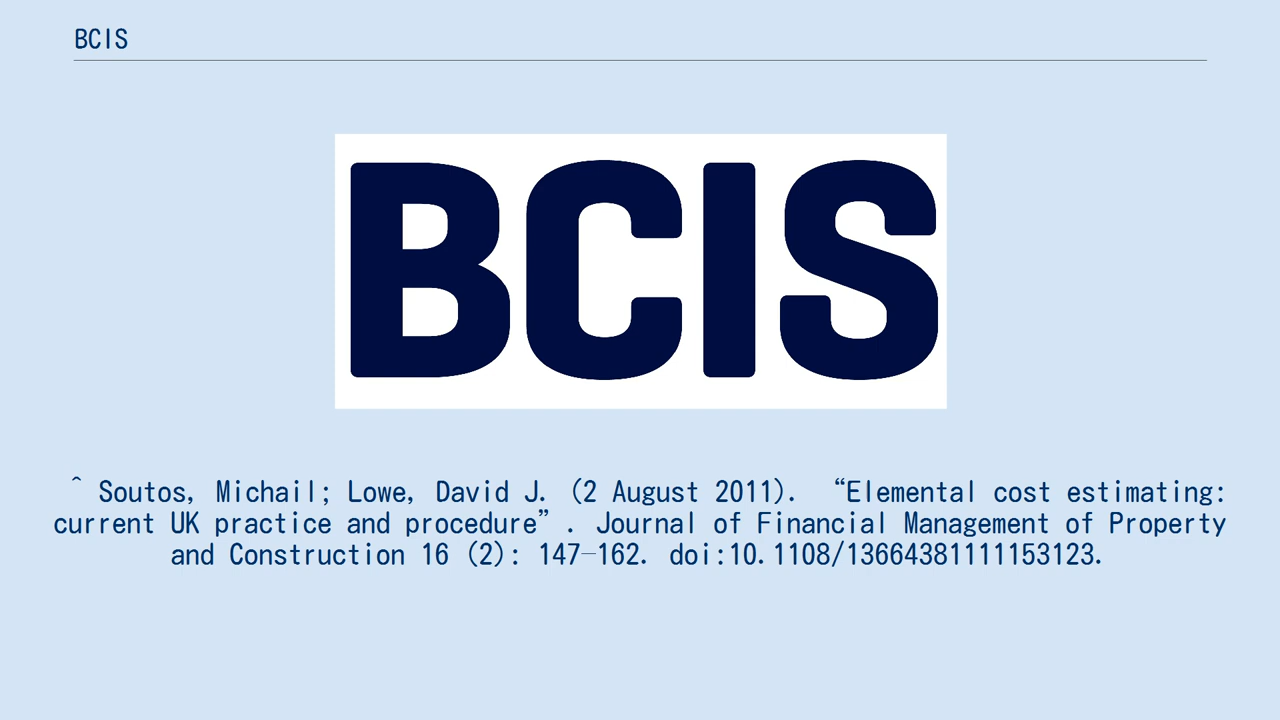 BCIS
BCIS
^ Soutos, Michail; Lowe, David J. (2 August 2011). “Elemental cost estimating:
current UK practice and procedure”. Journal of Financial Management of Property
and Construction 16 (2): 147–162. doi:10.1108/13664381111153123.